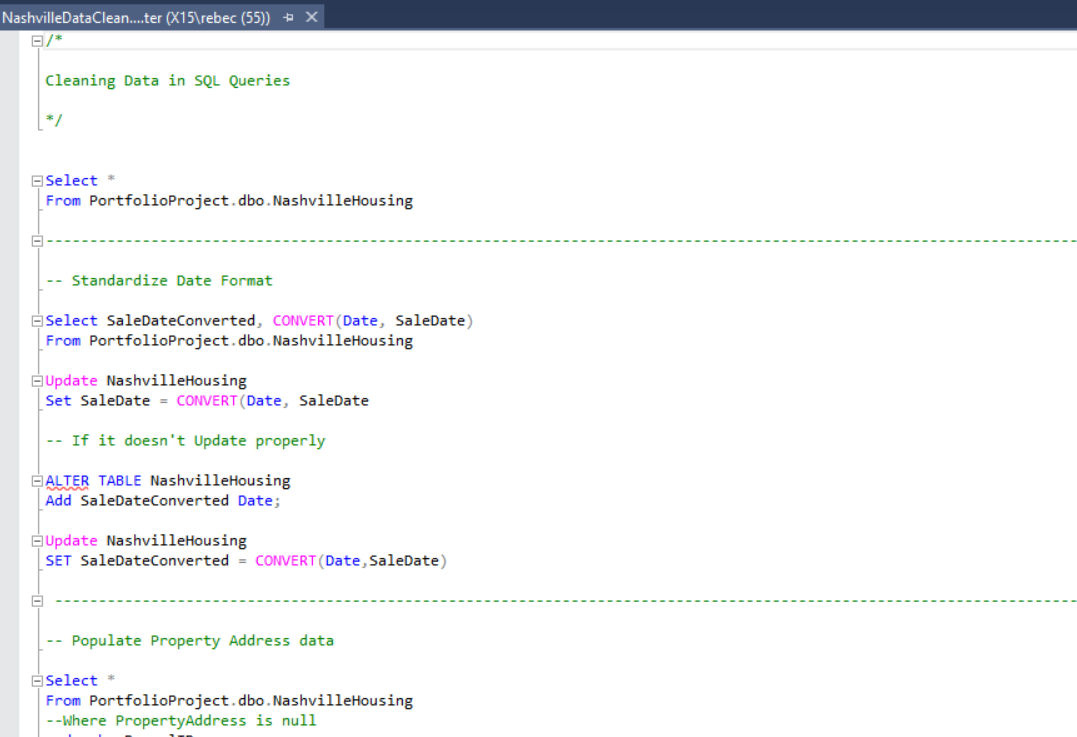 NashvilleDataClean....ter (X15\rebec (55))
/*
Cleaning Data in SQL Queries
*/
Select *
From PortfolioProject.dbo.NashvilleHousing
-- Standardize Date Format
Select SaleDateConverted, CONVERT(Date, SaleDate)
From PortfolioProject.dbo.NashvilleHousing
Update NashvilleHousing
Set SaleDate = CONVERT(Date, SaleDate
-- If it doesn't Update properly
ALTER TABLE NashvilleHousing
Add SaleDateConverted Date;
Update NashvilleHousing
SET SaleDateConverted = CONVERT(Date,SaleDate)
-- Populate Property Address data
Select *
From PortfolioProject.dbo.NashvilleHousing
--Where PropertyAddress is null